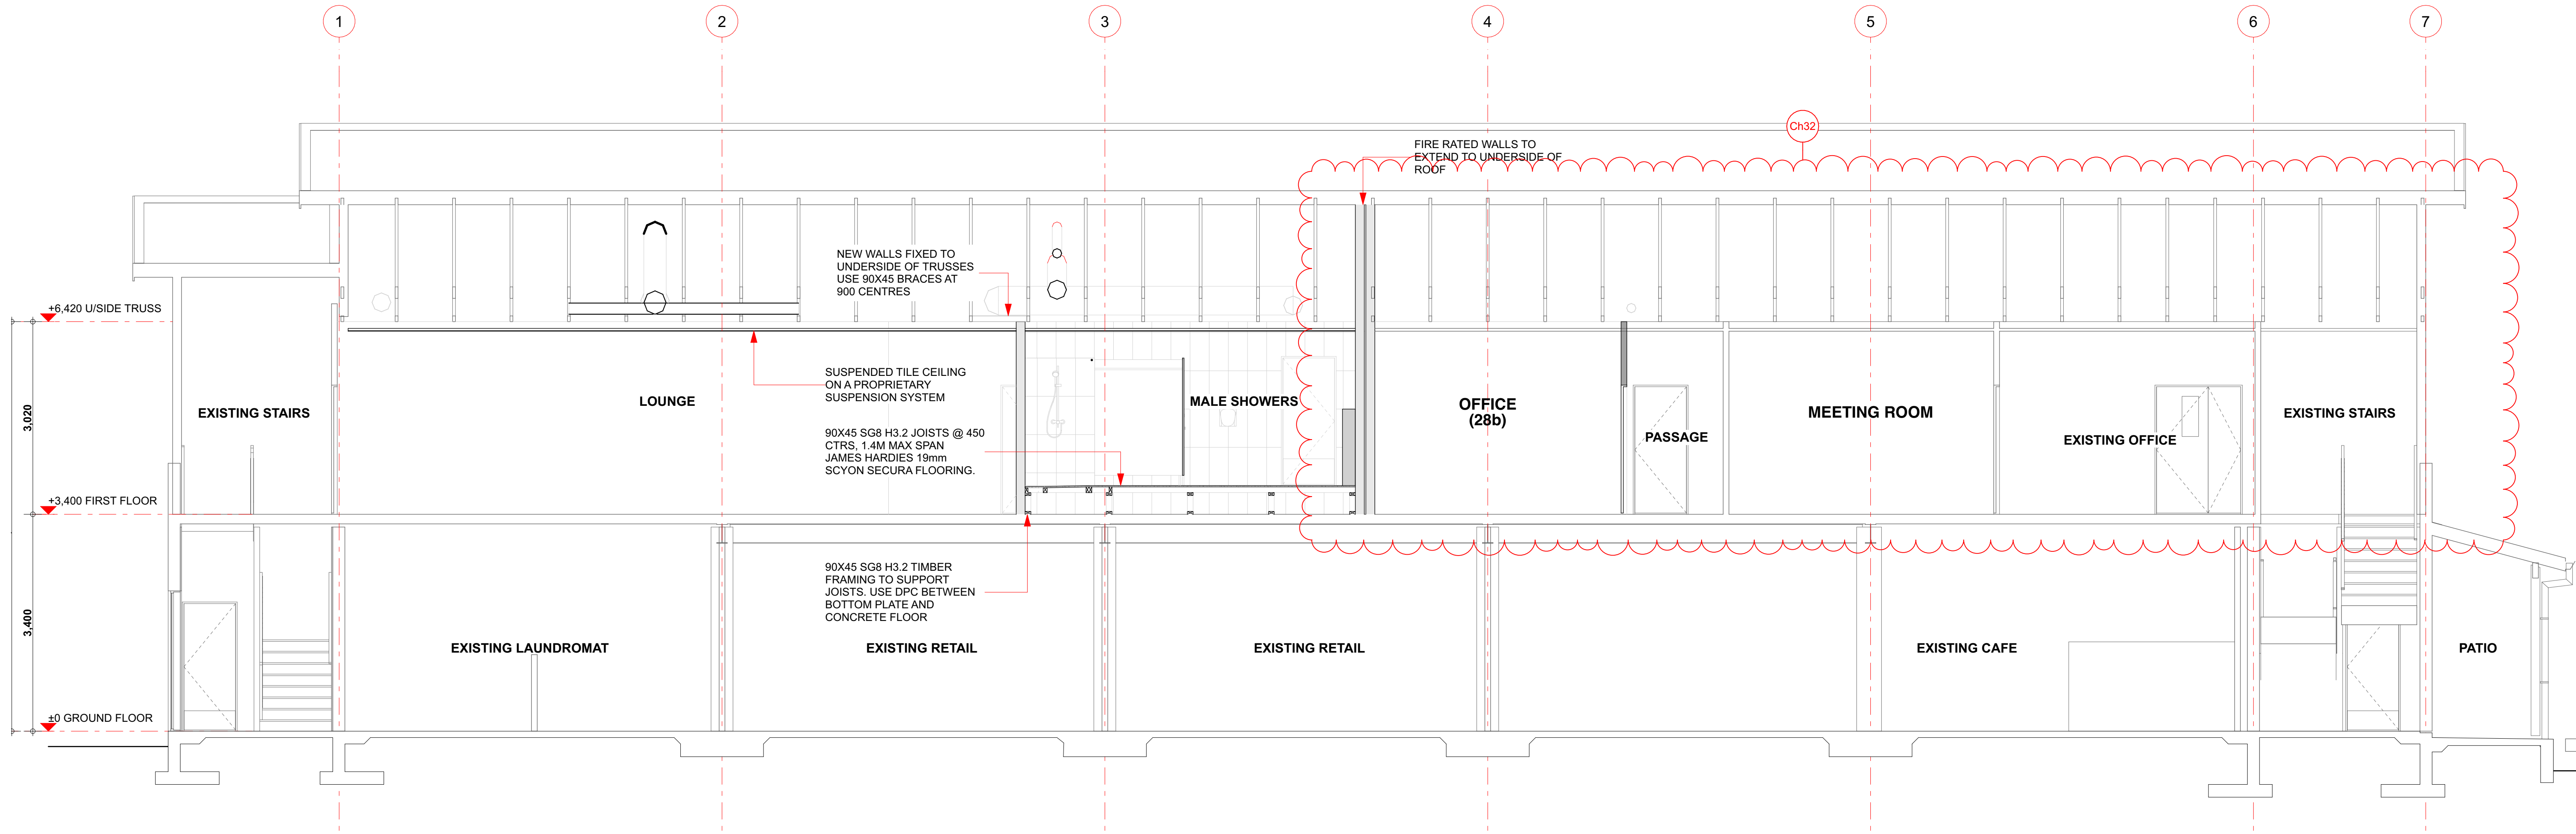 1
2
3
4
5
6
7
Ch32
FIRE RATED WALLS TO
EXTEND TO UNDERSIDE OF
ROOF
NEW WALLS FIXED TO
UNDERSIDE OF TRUSSES
USE 90X45 BRACES AT
900 CENTRES
+6,420 U/SIDE TRUSS
SUSPENDED TILE CEILING
ON A PROPRIETARY
SUSPENSION SYSTEM
EXISTING STAIRS
LOUNGE
MALE SHOWERS
OFFICE
(28b)
PASSAGE
MEETING ROOM
EXISTING OFFICE
EXISTING STAIRS
3,020
90X45 SG8 H3.2 JOISTS @ 450
CTRS, 1.4M MAX SPAN
JAMES HARDIES 19mm
SCYON SECURA FLOORING.
+3,400 FIRST FLOOR
90X45 SG8 H3.2 TIMBER
FRAMING TO SUPPORT
JOISTS. USE DPC BETWEEN
BOTTOM PLATE AND
CONCRETE FLOOR
3,400
EXISTING LAUNDROMAT
EXISTING RETAIL
EXISTING RETAIL
EXISTING CAFE
PATIO
±0 GROUND FLOOR